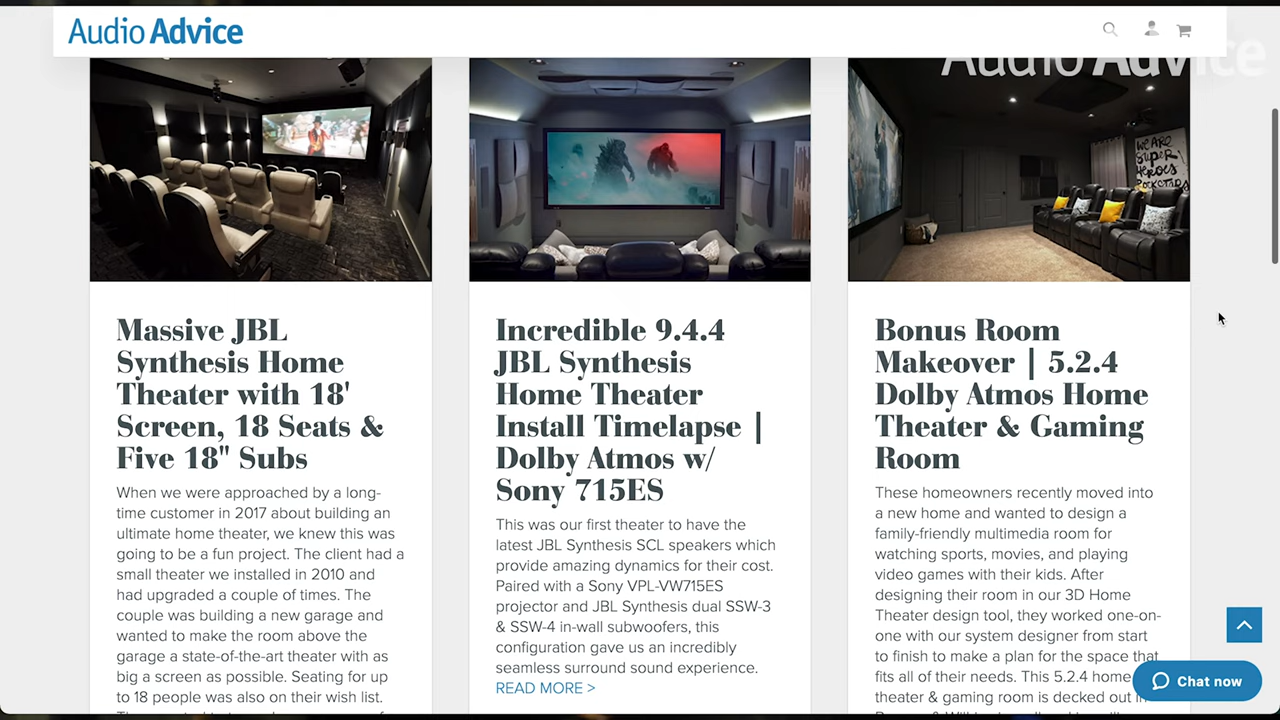 Audio Advice
Audio Advice
WE ARE
SUPER
HEROES
ROCKSTARS
Massive JBL
Synthesis Home
Theater with 18'
Screen, 18 Seats &
Five 18" Subs
When we were approached by a long-
time customer in 2017 about building an
ultimate home theater, we knew this was
going to be a fun project. The client had a
small theater we installed in 2010 and
had upgraded a couple of times. The
couple was building a new garage and
wanted to make the room above the
garage a state-of-the-art theater with as
big a screen as possible. Seating for up
to 18 people was also on their wish list.
Incredible 9.4.4
JBL Synthesis
Home Theater
Install Timelapse |
Dolby Atmos w/
Sony 715ES
This was our first theater to have the
latest JBL Synthesis SCL speakers which
provide amazing dynamics for their cost.
Paired with a Sony VPL-VW715ES
projector and JBL Synthesis dual SSW-3
& SSW-4 in-wall subwoofers, this
configuration gave us an incredibly
seamless surround sound experience.
READ MORE >
Bonus Room
Makeover | 5.2.4
Dolby Atmos Home
Theater & Gaming
Room
These homeowners recently moved into
a new home and wanted to design a
family-friendly multimedia room for
watching sports, movies, and playing
video games with their kids. After
designing their room in our 3D Home
Theater design tool, they worked one-on-
one with our system designer from start
to finish to make a plan for the space that
fits all of their needs. This 5.2.4 home
theater & gaming room is decked out in
Chat now